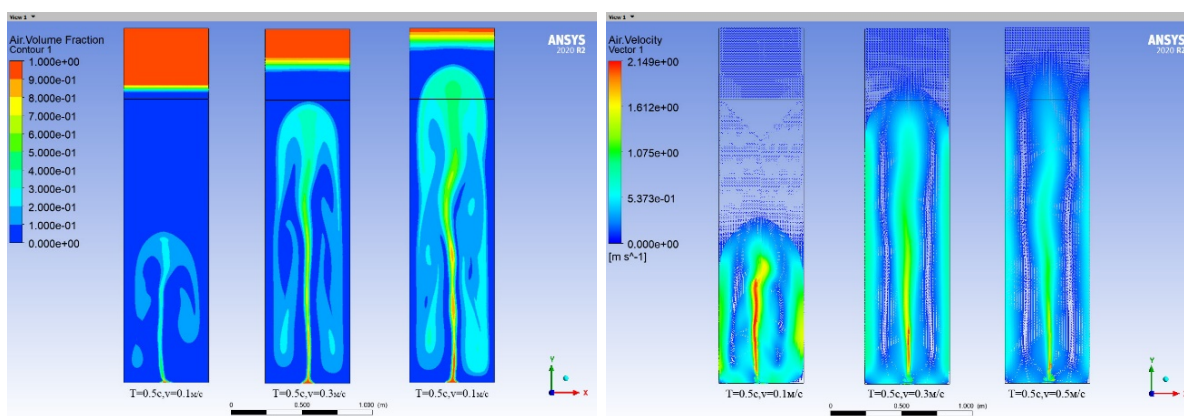 View 1
Air.Volume Fraction
Contour 1
1.000e+00
9.000e-01
8.000e-01
7.000e-01
6.000e-01
5.000e-01
4.000e-01
3.000e-01
2.000e-01
1.000e-01
0.000e+00
ANSYS
2020 R2
T=0.5c,v=0.1м/с
T=0.5c,v=0.3м/с
T=0.5c,v=0.1м/с
Y
X
0
0.500
1.000
(m)
View 1
Air.Velocity
Vector 1
2.149e+00
1.612e+00
1.075e+00
5.373e-01
0.000e+00
[m s^-1]
ANSYS
2020 R2
T=0.5c,v=0.1м/с
T=0.5c,v=0.3м/с
T=0.5c,v=0.5м/с
Y
X
0
0.500
1.000 (m)